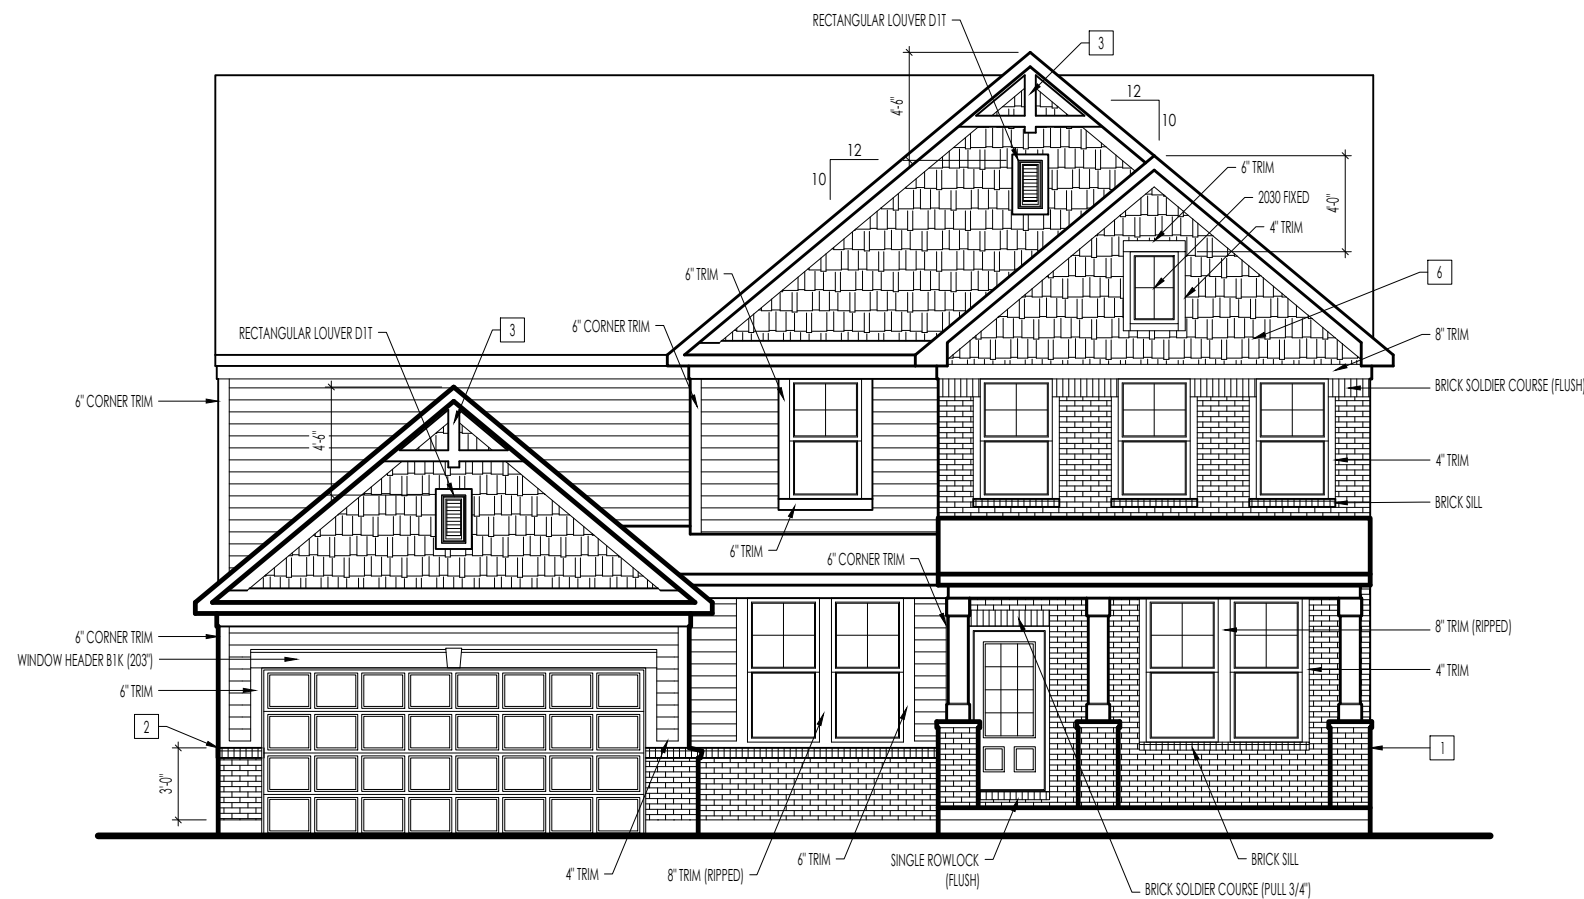 RECTANGULAR LOUVER D1T
3
4'-6"
12
10
12
10
6" TRIM
2030 FIXED
4" TRIM
4'-0"
6
6" TRIM
6" CORNER TRIM
RECTANGULAR LOUVER D1T
3
8" TRIM
BRICK SOLDIER COURSE (FLUSH)
6" CORNER TRIM
4'-6"
4" TRIM
BRICK SILL
6" TRIM
6" CORNER TRIM
6" CORNER TRIM
8" TRIM (RIPPED)
WINDOW HEADER B1K (203")
4" TRIM
6" TRIM
2
1
3'-0"
4" TRIM
8" TRIM (RIPPED)
6" TRIM
SINGLE ROWLOCK
(FLUSH)
BRICK SILL
BRICK SOLDIER COURSE (PULL 3/4")